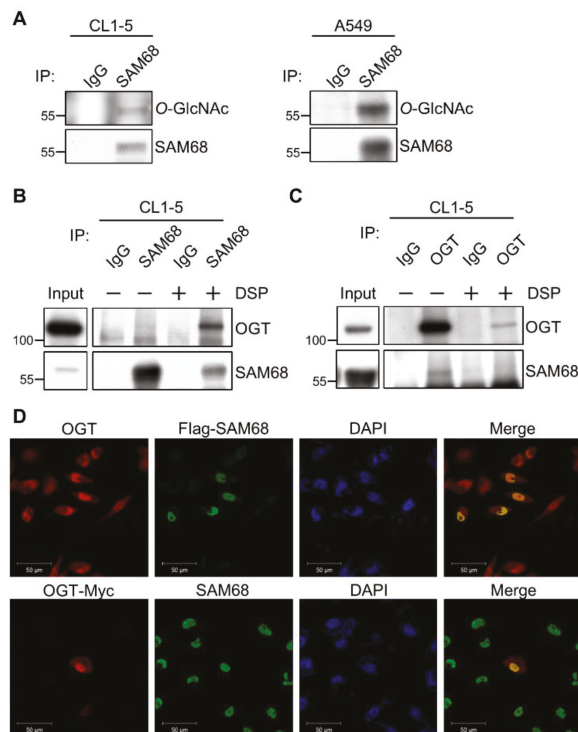 A
CL1-5
IP:
IgG
SAM68
55
O-GlcNAc
55
SAM68
A549
IP:
IgG
SAM68
55
O-GlcNAc
55
SAM68
B
CL1-5
IP:
IgG
SAM68
IgG
SAM68
Input
− − + + DSP
100
OGT
55
SAM68
C
CL1-5
IP:
IgG
OGT
IgG
OGT
Input
− − + + DSP
100
OGT
55
SAM68
D
OGT Flag-SAM68 DAPI Merge
50 µm 50 µm 50 µm 50 µm
OGT-Myc SAM68 DAPI Merge
50 µm 50 µm 50 µm 50 µm